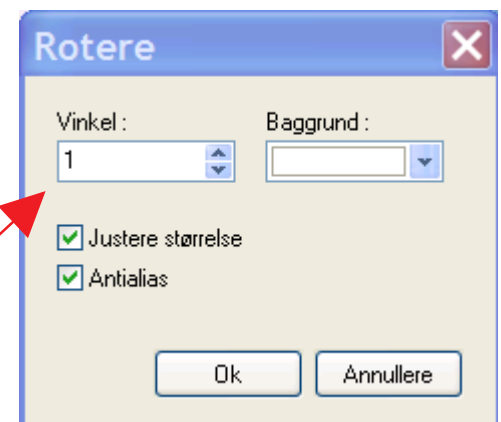 Rotere
Vinkel : Baggrund :
1
Justere størrelse
Antialias
Ok Annullere